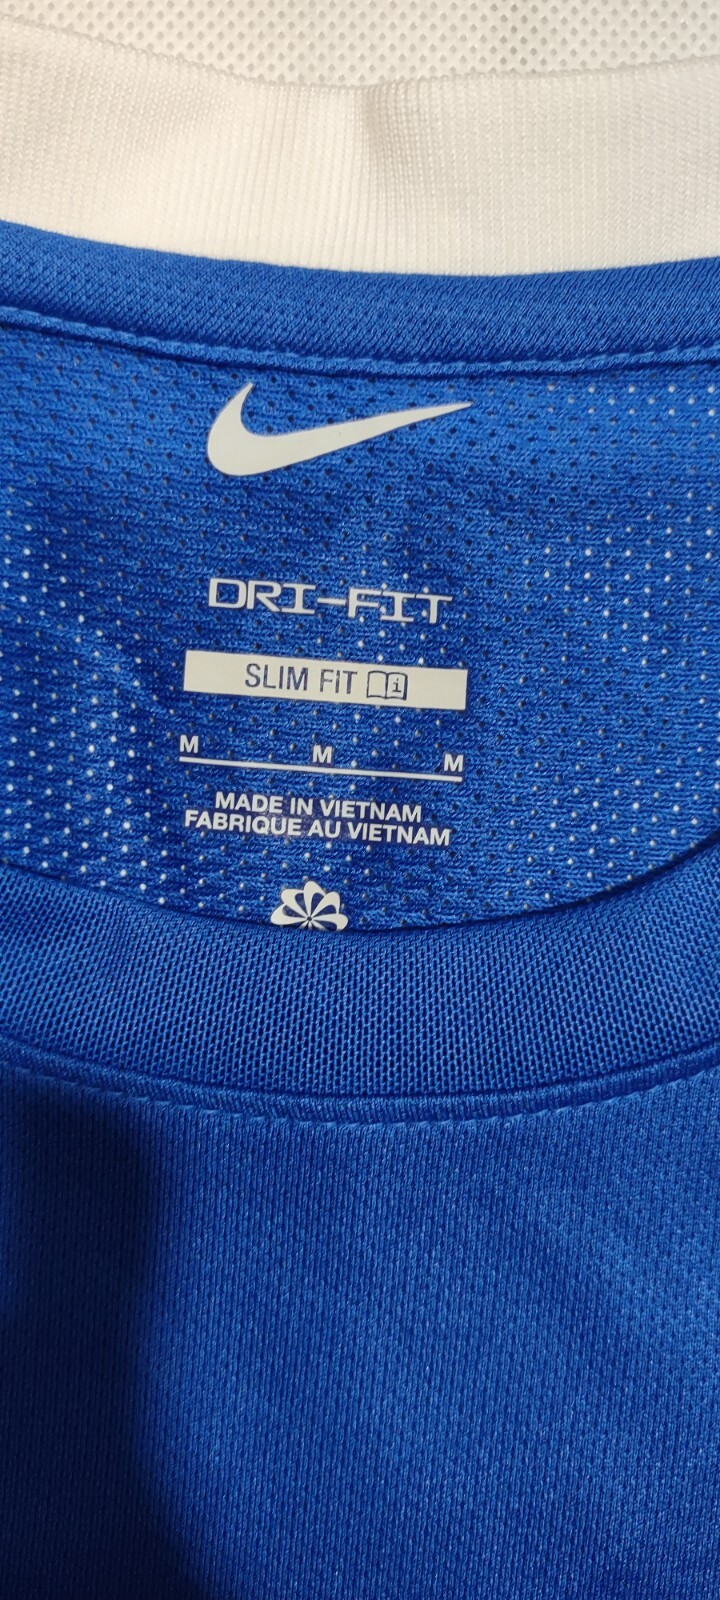 DRI-FIT
SLIM FIT i
M M M
MADE IN VIETNAM
FABRIQUE AU VIETNAM